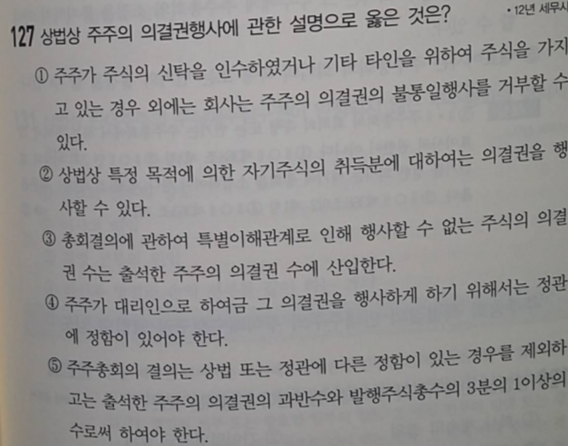 127 상법상 주주의 의결권행사에 관한 설명으로 옳은 것은? • 12년 세무사
① 주주가 주식의 신탁을 인수하였거나 기타 타인을 위하여 주식을 가지
고 있는 경우 외에는 회사는 주주의 의결권의 불통일행사를 거부할 수
있다.
② 상법상 특정 목적에 의한 자기주식의 취득분에 대하여는 의결권을 행
사할 수 있다.
③ 총회결의에 관하여 특별이해관계로 인해 행사할 수 없는 주식의 의결
권 수는 출석한 주주의 의결권 수에 산입한다.
④ 주주가 대리인으로 하여금 그 의결권을 행사하게 하기 위해서는 정관
에 정함이 있어야 한다.
⑤ 주주총회의 결의는 상법 또는 정관에 다른 정함이 있는 경우를 제외하
고는 출석한 주주의 의결권의 과반수와 발행주식총수의 3분의 1이상의
수로써 하여야 한다.